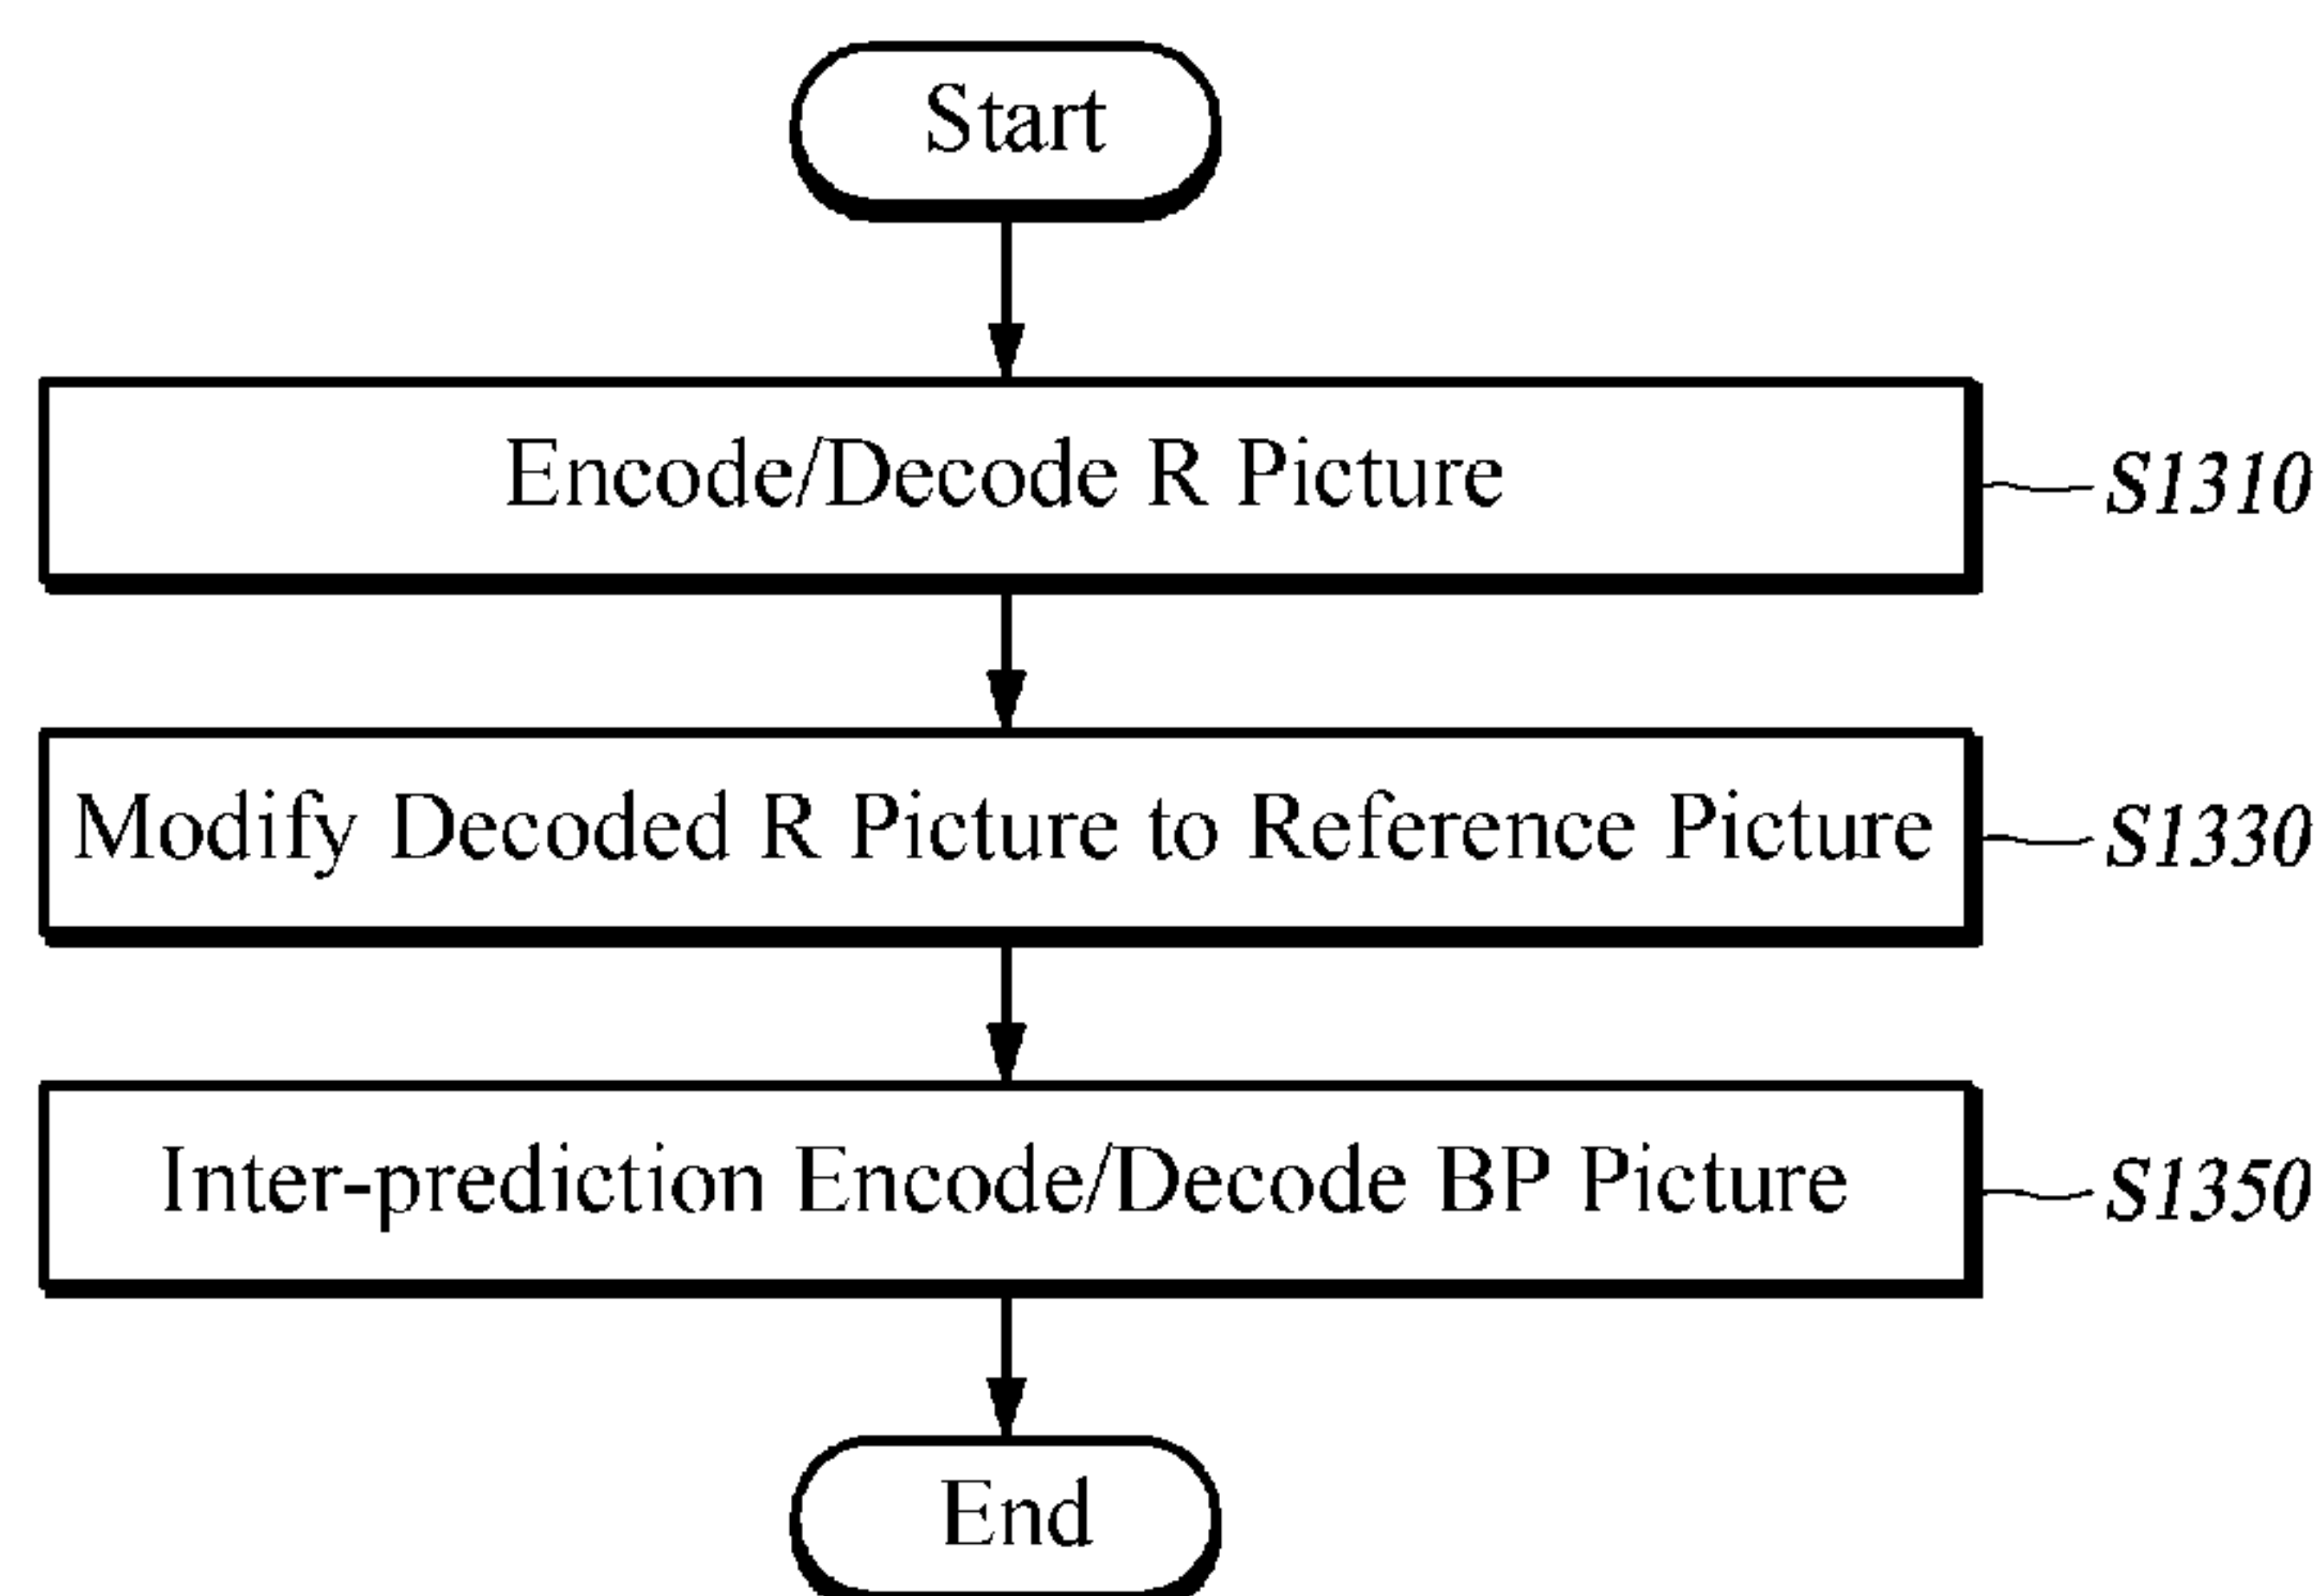 Start
Encode/Decode R Picture
S1310
Modify Decoded R Picture to Reference Picture
S1330
Inter-prediction Encode/Decode BP Picture
S1350
End